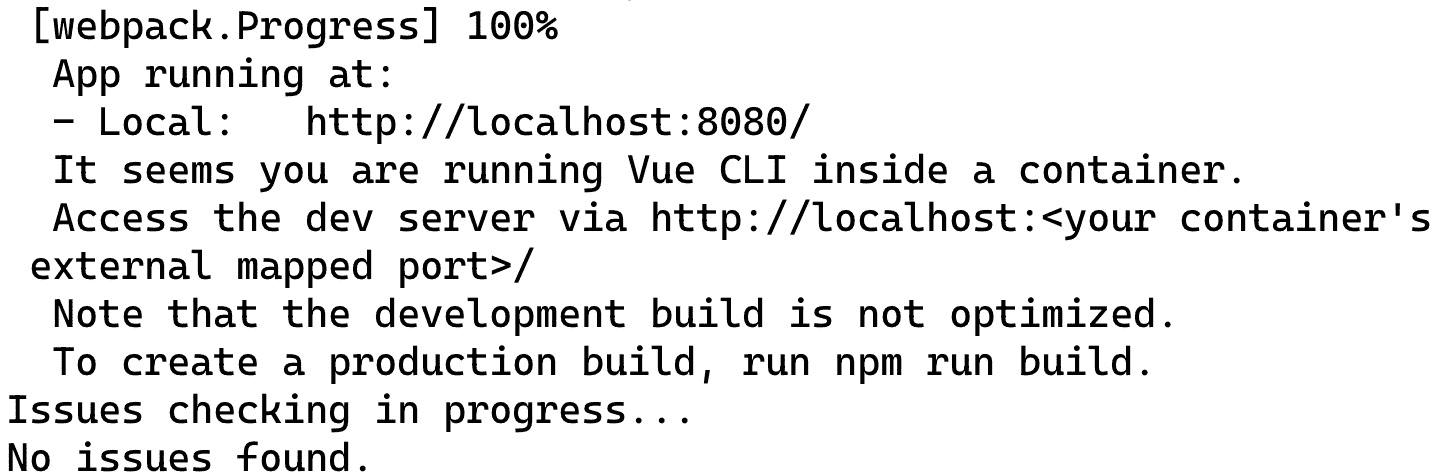 [webpack.Progress] 100%
App running at:
- Local:   http://localhost:8080/
It seems you are running Vue CLI inside a container.
Access the dev server via http://localhost:<your container's
external mapped port>/
Note that the development build is not optimized.
To create a production build, run npm run build.
Issues checking in progress...
No issues found.